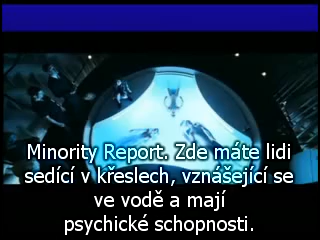 Minority Report. Zde máte lidi
sedící v křeslech, vznášející se
ve vodě a mají
psychické schopnosti.